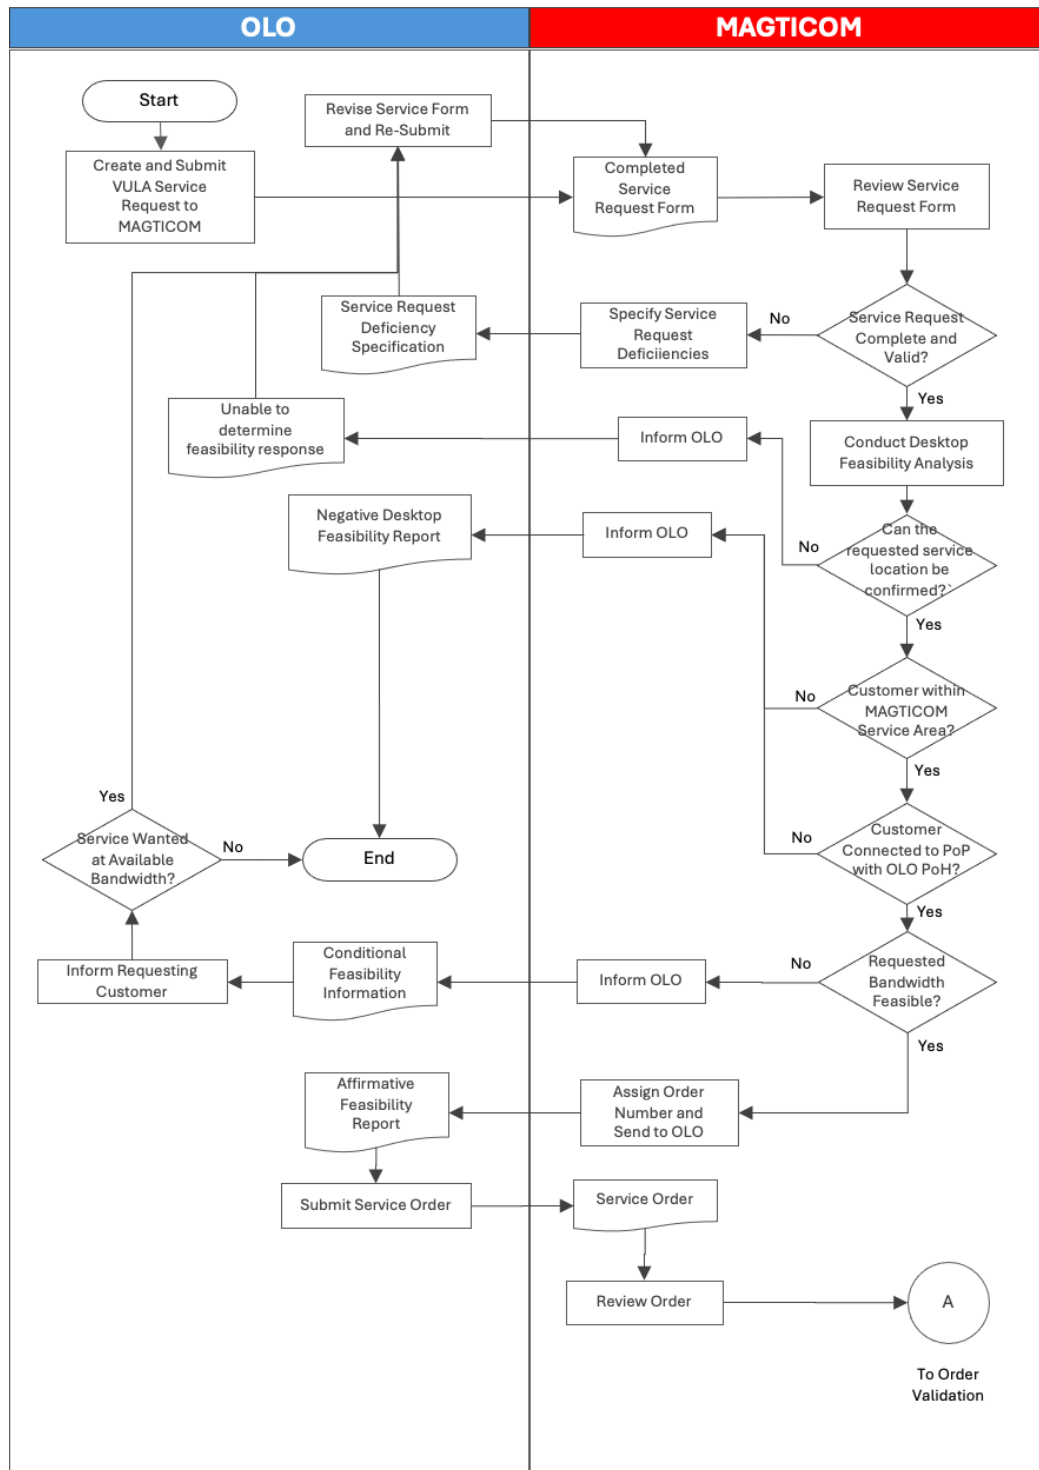 OLO
MAGTICOM
Start
Revise Service Form
and Re-Submit
Create and Submit
VULA Service
Request to
MAGTICOM
Completed
Service
Request Form
Review Service
Request Form
Service Request
Deficiency
Specification
Specify Service
Request
Deficiiencies
No
Service Request
Complete and
Valid?
Yes
Unable to
determine
feasibility response
Inform OLO
Conduct Desktop
Feasibility Analysis
Negative Desktop
Feasibility Report
Inform OLO
No
Can the
requested service
location be
confirmed?`
Yes
No
Customer within
MAGTICOM
Service Area?
Yes
Yes
Service Wanted
at Available
Bandwidth?
No
End
No
Customer
Connected to PoP
with OLO PoH?
Yes
Inform Requesting
Customer
Conditional
Feasibility
Information
Inform OLO
No
Requested
Bandwidth
Feasible?
Yes
Affirmative
Feasibility
Report
Assign Order
Number and
Send to OLO
Submit Service Order
Service Order
Review Order
A
To Order
Validation